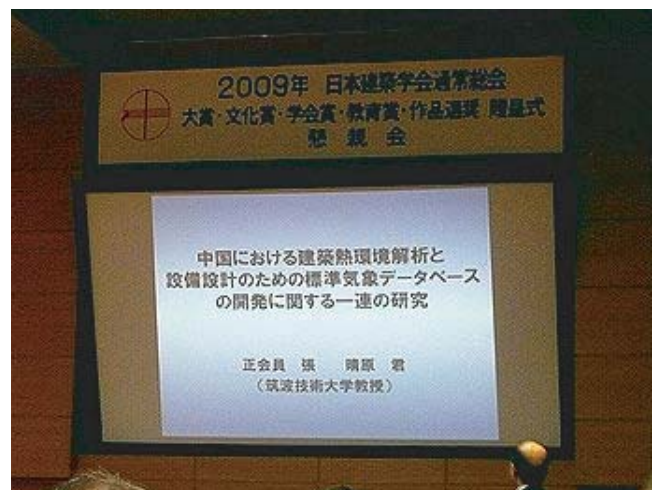 2009年 日本建築学会通常総会
大賞・文化賞・学会賞・教育賞・作品選奨 贈呈式
懇親会
中国における建築熱環境解析と
設備設計のための標準気象データベース
の開発に関する一連の研究
正会員 張 晴原 君
（筑波技術大学教授）